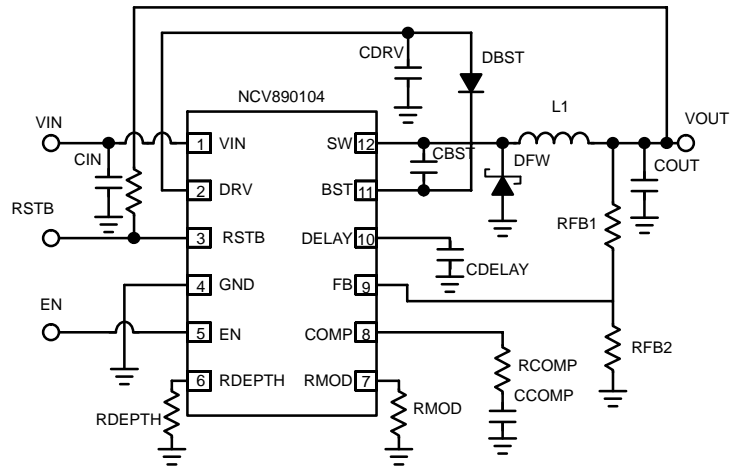 CDRV
DBST
NCV890104
L1
VIN
VOUT
1
VIN
SW
12
CIN
CBST
DFW
COUT
2
DRV
BST
11
RSTB
RFB1
3
RSTB
DELAY
10
CDELAY
4
GND
FB
9
EN
5
EN
COMP
8
RFB2
RCOMP
6
RDEPTH
RMOD
7
CCOMP
RDEPTH
RMOD